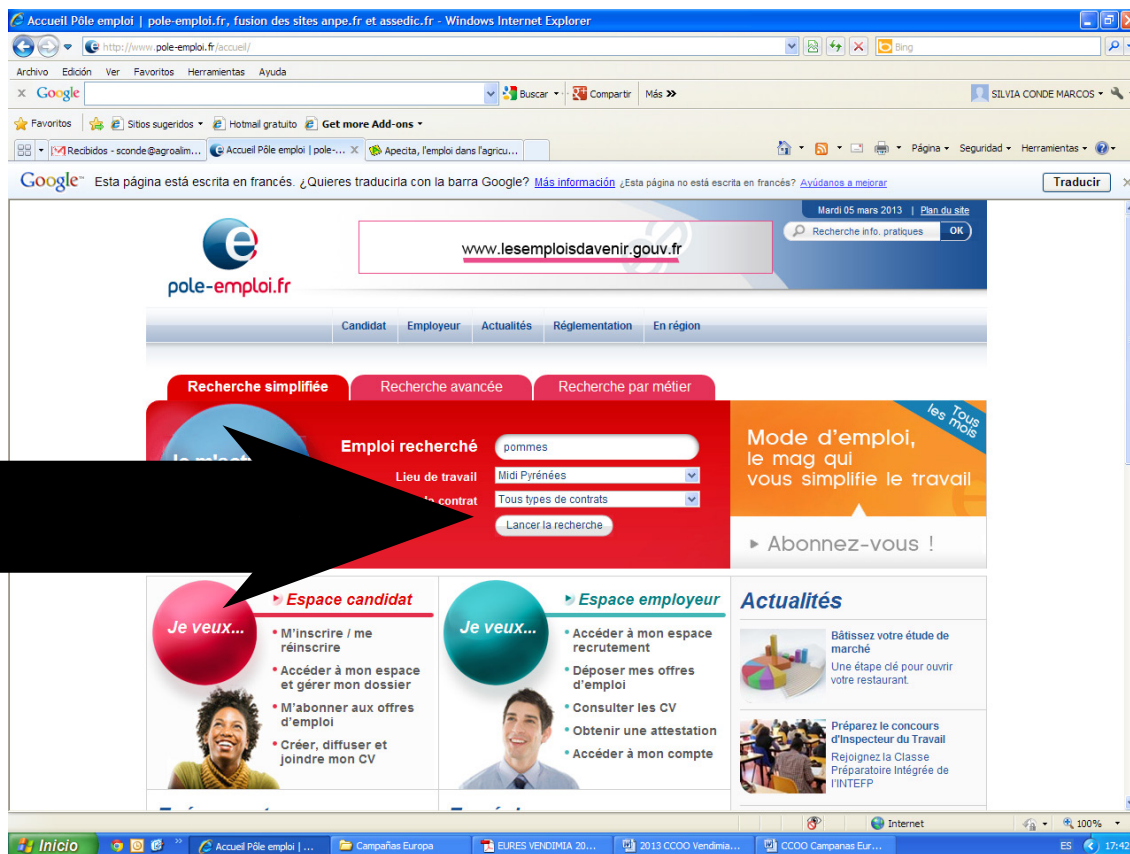 Accueil Pôle emploi | pole-emploi.fr, fusion des sites anpe.fr et assedic.fr - Windows Internet Explorer
http://www.pole-emploi.fr/accueil/
Bing
Archivo Edición Ver Favoritos Herramientas Ayuda
x Google Buscar Compartir Más >> SILVIA CONDE MARCOS
Favoritos Sitios sugeridos Hotmail gratuito Get more Add-ons
Recibidos - sconde@agroalim... Accueil Pôle emploi | pole-... X Apecita, l'emploi dans l'agricu... Página Seguridad Herramientas
Google Esta página está escrita en francés. ¿Quieres traducirla con la barra Google? Más información ¿Esta página no está escrita en francés? Ayúdanos a mejorar Traducir
Mardi 05 mars 2013 | Plan du site
Recherche info. pratiques OK
www.lesemploisdavenir.gouv.fr
pole-emploi.fr
Candidat Employeur Actualités Réglementation En région
Recherche simplifiée Recherche avancée Recherche par métier
Emploi recherché pommes
Lieu de travail Midi Pyrénées
contrat Tous types de contrats
Lancer la recherche
les Tous
mois
Mode d'emploi,
le mag qui
vous simplifie le travail
Abonnez-vous !
Je veux...
Espace candidat
M'inscrire / me
réinscrire
Accéder à mon espace
et gérer mon dossier
M'abonner aux offres
d'emploi
Créer, diffuser et
joindre mon CV
Je veux...
Espace employeur
Accéder à mon espace
recrutement
Déposer mes offres
d'emploi
Consulter les CV
Obtenir une attestation
Accéder à mon compte
Actualités
Bâtissez votre étude de
marché
Une étape clé pour ouvrir
votre restaurant.
Préparez le concours
d'Inspecteur du Travail
Rejoignez la Classe
Préparatoire Intégrée de
l'INTEFP
Internet 100%
Inicio Accueil Pôle emploi | ... Campañas Europa EURES VENDIMIA 20... 2013 CCOO Vendimia... CCOO Campanas Eur... ES 17:42